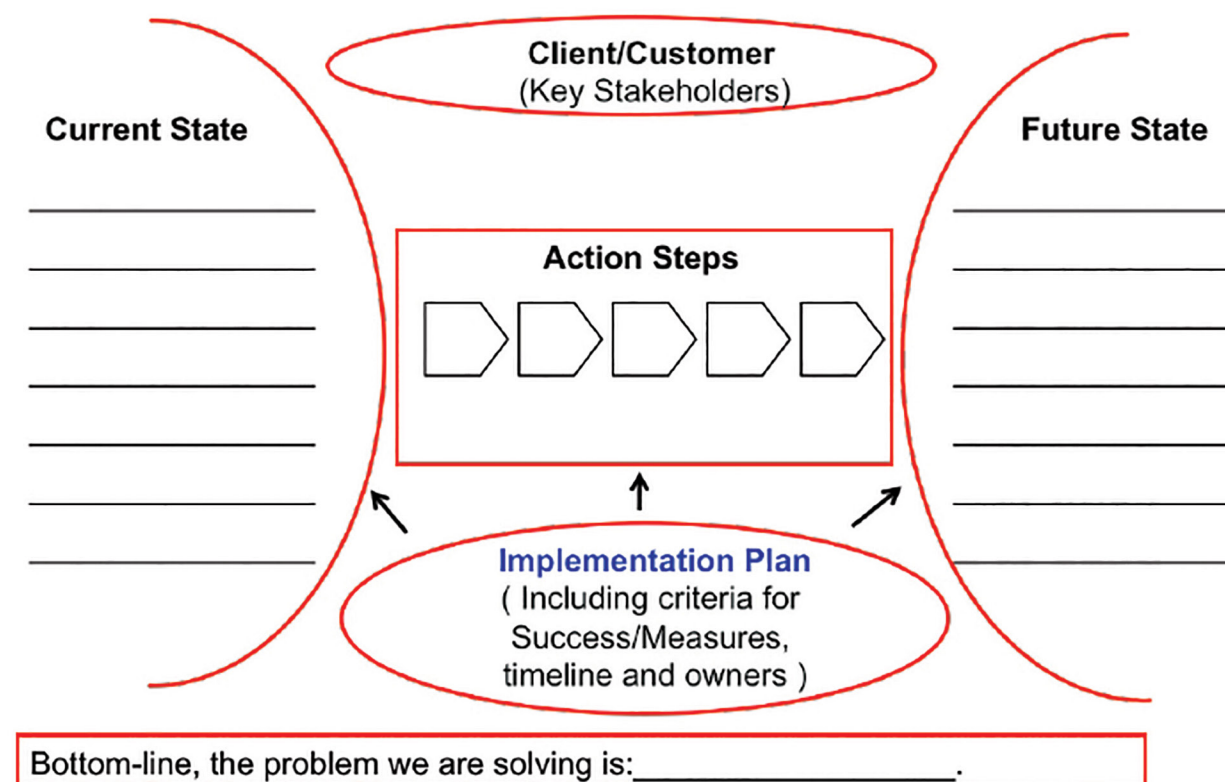 Client/Customer
(Key Stakeholders)
Current State
Future State
Action Steps
Implementation Plan
( Including criteria for
Success/Measures,
timeline and owners )
Bottom-line, the problem we are solving is:____________________.